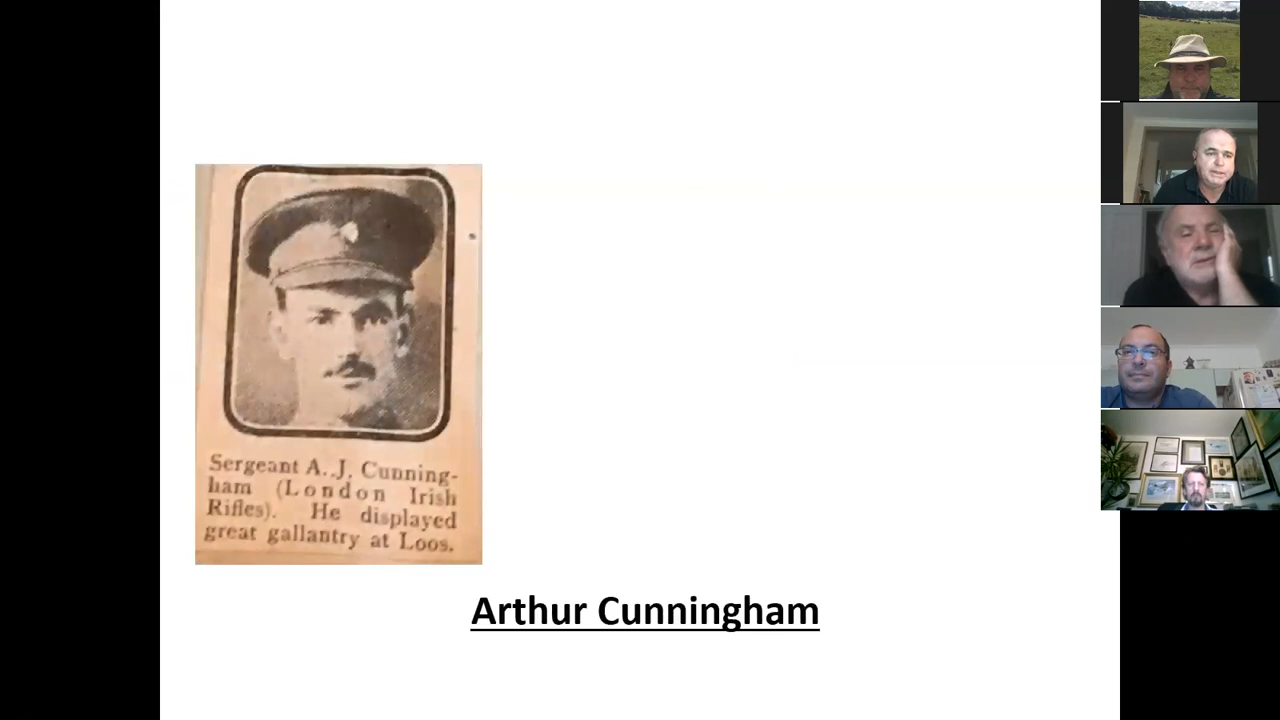 Sergeant A. J. Cunning-
ham (London Irish
Rifles). He displayed
great gallantry at Loos.
Arthur Cunningham